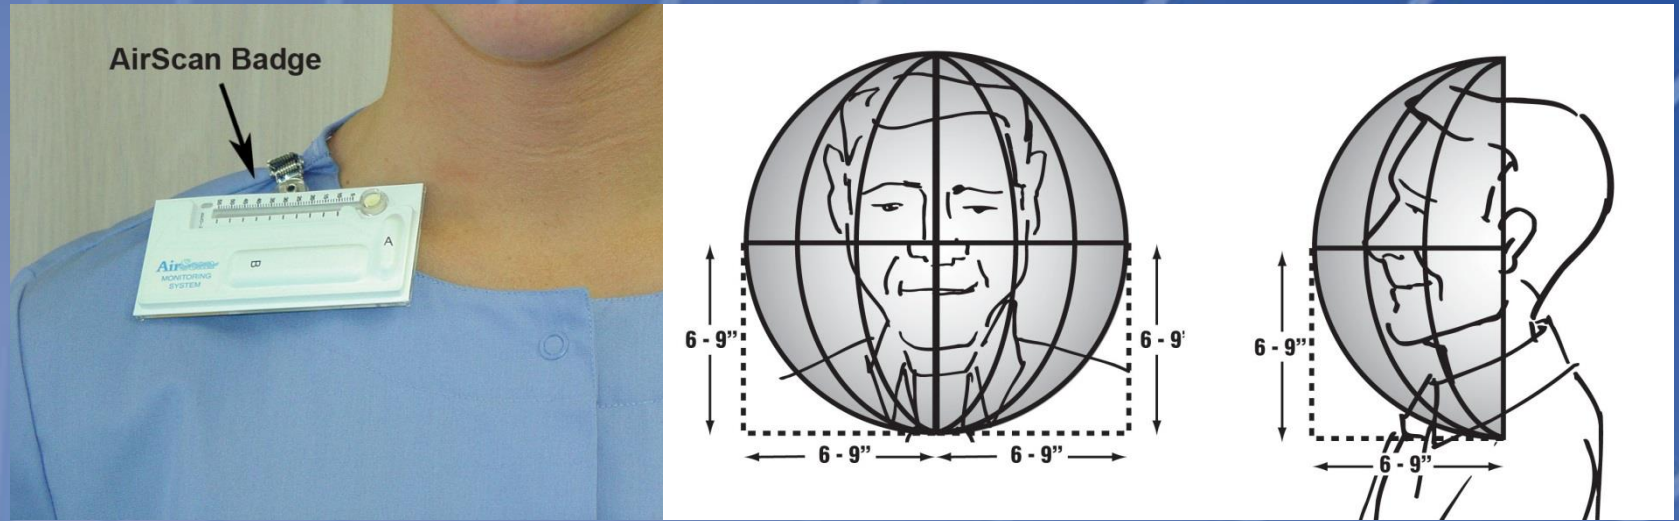 AirScan Badge
A
B
Air
MONITORING
SYSTEM
6 - 9”
6 - 9’
6 - 9”
6 - 9”
6 - 9”
6 - 9”